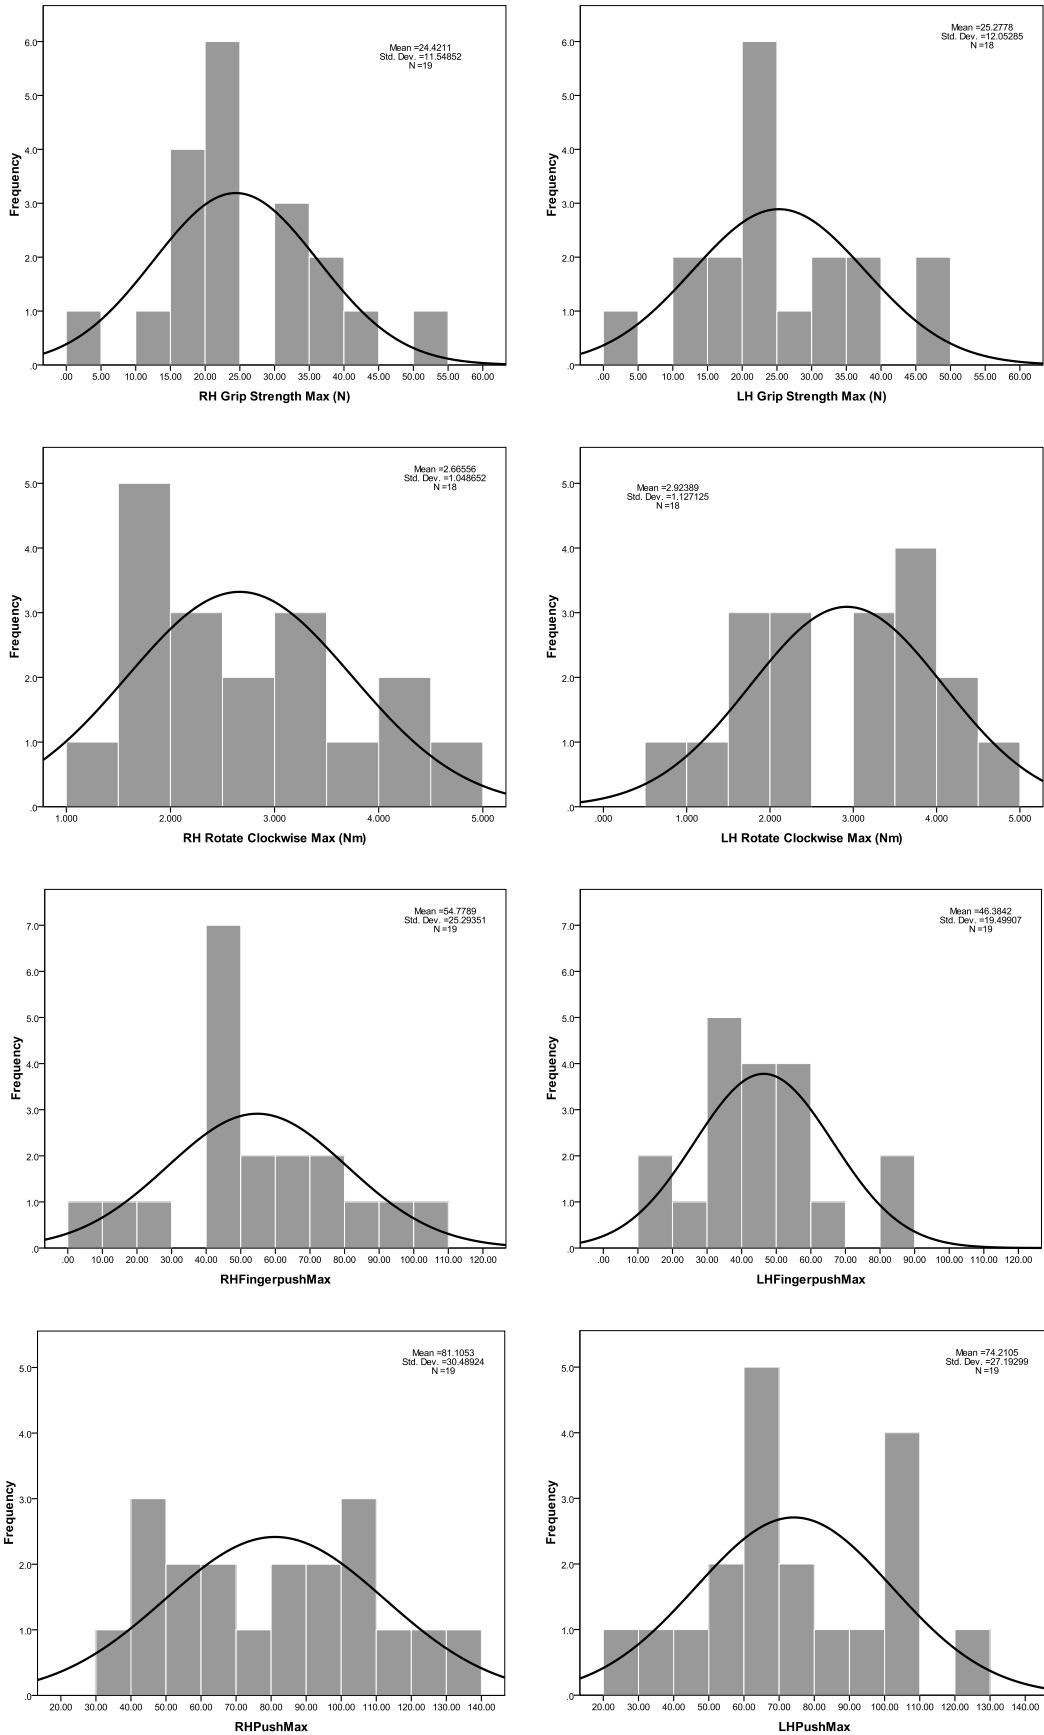 Mean =24.4211
Std. Dev. =11.54852
N =19
6.0
5.0
4.0
3.0
2.0
1.0
.0
Frequency
.00 5.00 10.00 15.00 20.00 25.00 30.00 35.00 40.00 45.00 50.00 55.00 60.00
RH Grip Strength Max (N)
Mean =25.2778
Std. Dev. =12.05285
N =18
6.0
5.0
4.0
3.0
2.0
1.0
.0
Frequency
.00 5.00 10.00 15.00 20.00 25.00 30.00 35.00 40.00 45.00 50.00 25.00 60.00
LH Grip Strength Max (N)
Mean =2.66556
Std. Dev. =1.048652
N =18
5.0
4.0
3.0
2.0
1.0
.0
Frequency
1.000 2.000 3.000 4.000 5.000
RH Rotate Clockwise Max (Nm)
Mean =2.92389
Std. Dev. =1.127125
N =18
5.0
4.0
3.0
2.0
1.0
.0
Frequency
.000 1.000 2.000 3.000 4.000 5.000
LH Rotate Clockwise Max (Nm)
Mean =54.7789
Std. Dev. =25.29351
N =19
7.0
6.0
5.0
4.0
3.0
2.0
1.0
.0
Frequency
.00 10.00 20.00 30.00 40.00 50.00 60.00 70.00 80.00 90.00 100.00 110.00 120.00
RHFingerpushMax
Mean =46.3842
Std. Dev. =19.49907
N =19
7.0
6.0
5.0
4.0
3.0
2.0
1.0
.0
Frequency
.00 10.00 20.00 30.00 40.00 50.00 60.00 70.00 80.00 90.00 100.00 110.00 120.00
LHFingerpushMax
Mean =81.1053
Std. Dev. =30.48924
N =19
5.0
4.0
3.0
2.0
1.0
.0
Frequency
20.00 30.00 40.00 50.00 60.00 70.00 80.00 90.00 100.00 110.00 120.00 130.00 140.00
RHPushMax
Mean =74.2105
Std. Dev. =27.19299
N =19
5.0
4.0
3.0
2.0
1.0
.0
Frequency
20.00 30.00 40.00 50.00 60.00 70.00 80.00 90.00 100.00 110.00 120.00 130.00 140.00
LHPushMax